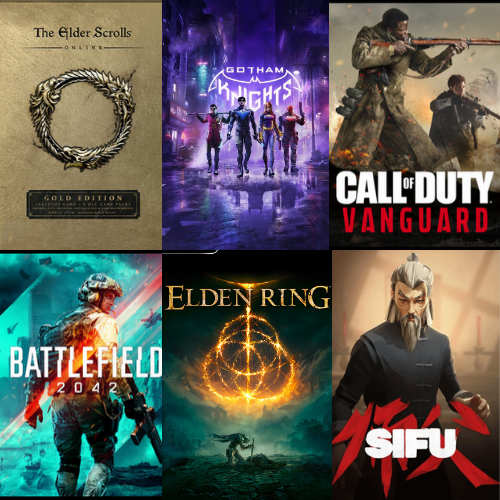 The Elder Scrolls
ONLINE
GOLD EDITION
GOTHAM
KNIGHTS
CALL OF DUTY
VANGUARD
BATTLEFIELD
2042
ELDEN RING
SIFU